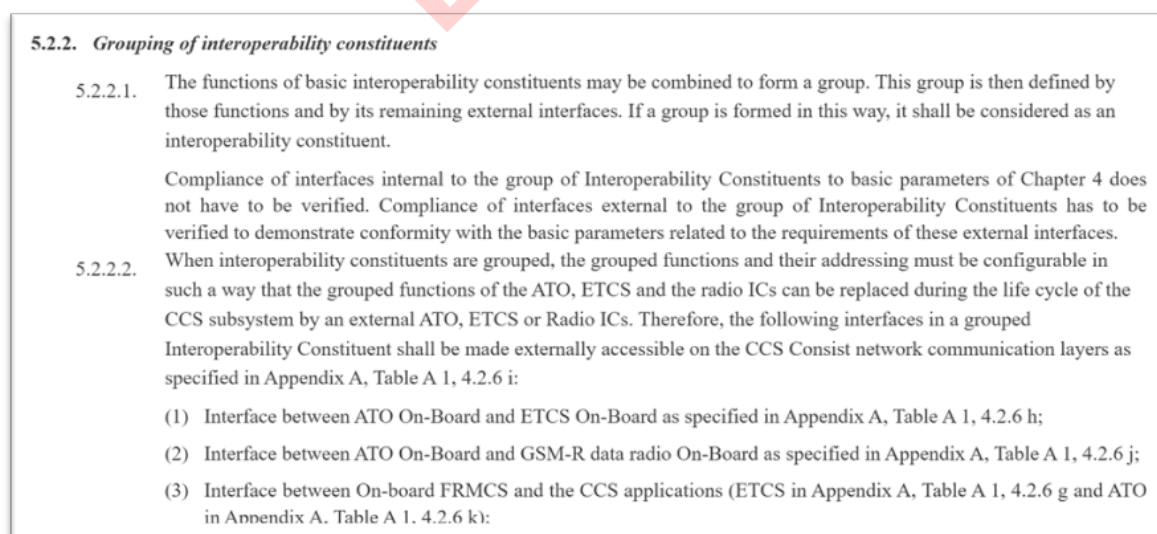 5.2.2. Grouping of interoperability constituents
5.2.2.1. The functions of basic interoperability constituents may be combined to form a group. This group is then defined by
those functions and by its remaining external interfaces. If a group is formed in this way, it shall be considered as an
interoperability constituent.
Compliance of interfaces internal to the group of Interoperability Constituents to basic parameters of Chapter 4 does
not have to be verified. Compliance of interfaces external to the group of Interoperability Constituents has to be
verified to demonstrate conformity with the basic parameters related to the requirements of these external interfaces.
5.2.2.2. When interoperability constituents are grouped, the grouped functions and their addressing must be configurable in
such a way that the grouped functions of the ATO, ETCS and the radio ICs can be replaced during the life cycle of the
CCS subsystem by an external ATO, ETCS or Radio ICs. Therefore, the following interfaces in a grouped
Interoperability Constituent shall be made externally accessible on the CCS Consist network communication layers as
specified in Appendix A, Table A 1, 4.2.6 i:
(1) Interface between ATO On-Board and ETCS On-Board as specified in Appendix A, Table A 1, 4.2.6 h;
(2) Interface between ATO On-Board and GSM-R data radio On-Board as specified in Appendix A, Table A 1, 4.2.6 j;
(3) Interface between On-board FRMCS and the CCS applications (ETCS in Appendix A, Table A 1, 4.2.6 g and ATO
in Appendix A, Table A 1, 4.2.6 k);